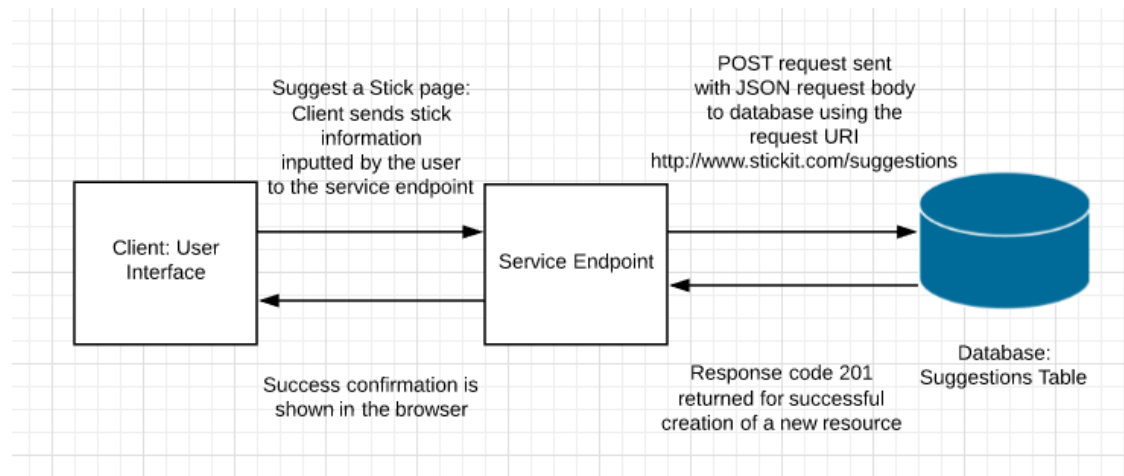 Suggest a Stick page:
Client sends stick
information
inputted by the user
to the service endpoint
POST request sent
with JSON request body
to database using the
request URI
http://www.stickit.com/suggestions
Client: User
Interface
Service Endpoint
Success confirmation is
shown in the browser
Response code 201
returned for successful
creation of a new resource
Database:
Suggestions Table